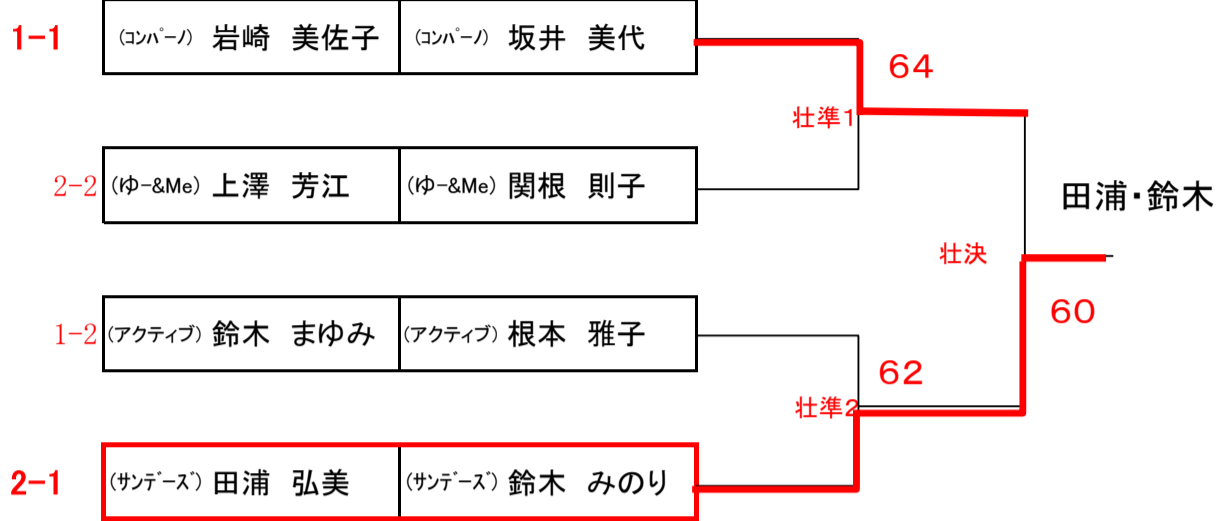 1-1 (コンパーノ) 岩崎 美佐子 (コンパーノ) 坂井 美代
64
壮準1
2-2 (ゆー&Me) 上澤 芳江 (ゆー&Me) 関根 則子
田浦・鈴木
壮決
60
1-2 (アクティブ) 鈴木 まゆみ (アクティブ) 根本 雅子
62
壮準2
2-1 (サンデーズ) 田浦 弘美 (サンデーズ) 鈴木 みのり